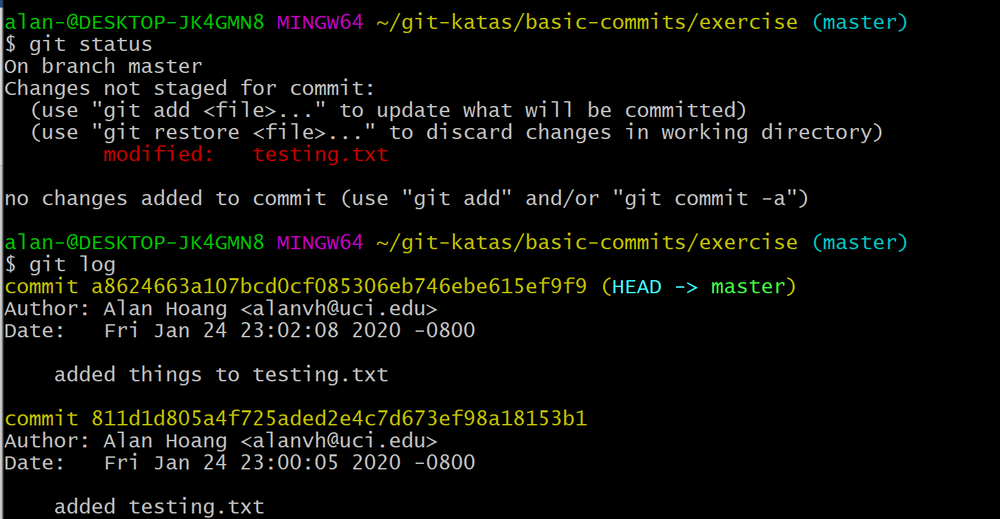 alan-@DESKTOP-JK4GMN8 MINGW64 ~/git-katas/basic-commits/exercise (master)
$ git status
On branch master
Changes not staged for commit:
  (use "git add <file>..." to update what will be committed)
  (use "git restore <file>..." to discard changes in working directory)
        modified:   testing.txt

no changes added to commit (use "git add" and/or "git commit -a")

alan-@DESKTOP-JK4GMN8 MINGW64 ~/git-katas/basic-commits/exercise (master)
$ git log
commit a8624663a107bcd0cf085306eb746ebe615ef9f9 (HEAD -> master)
Author: Alan Hoang <alanvh@uci.edu>
Date:   Fri Jan 24 23:02:08 2020 -0800

    added things to testing.txt

commit 811d1d805a4f725aded2e4c7d673ef98a18153b1
Author: Alan Hoang <alanvh@uci.edu>
Date:   Fri Jan 24 23:00:05 2020 -0800

    added testing.txt